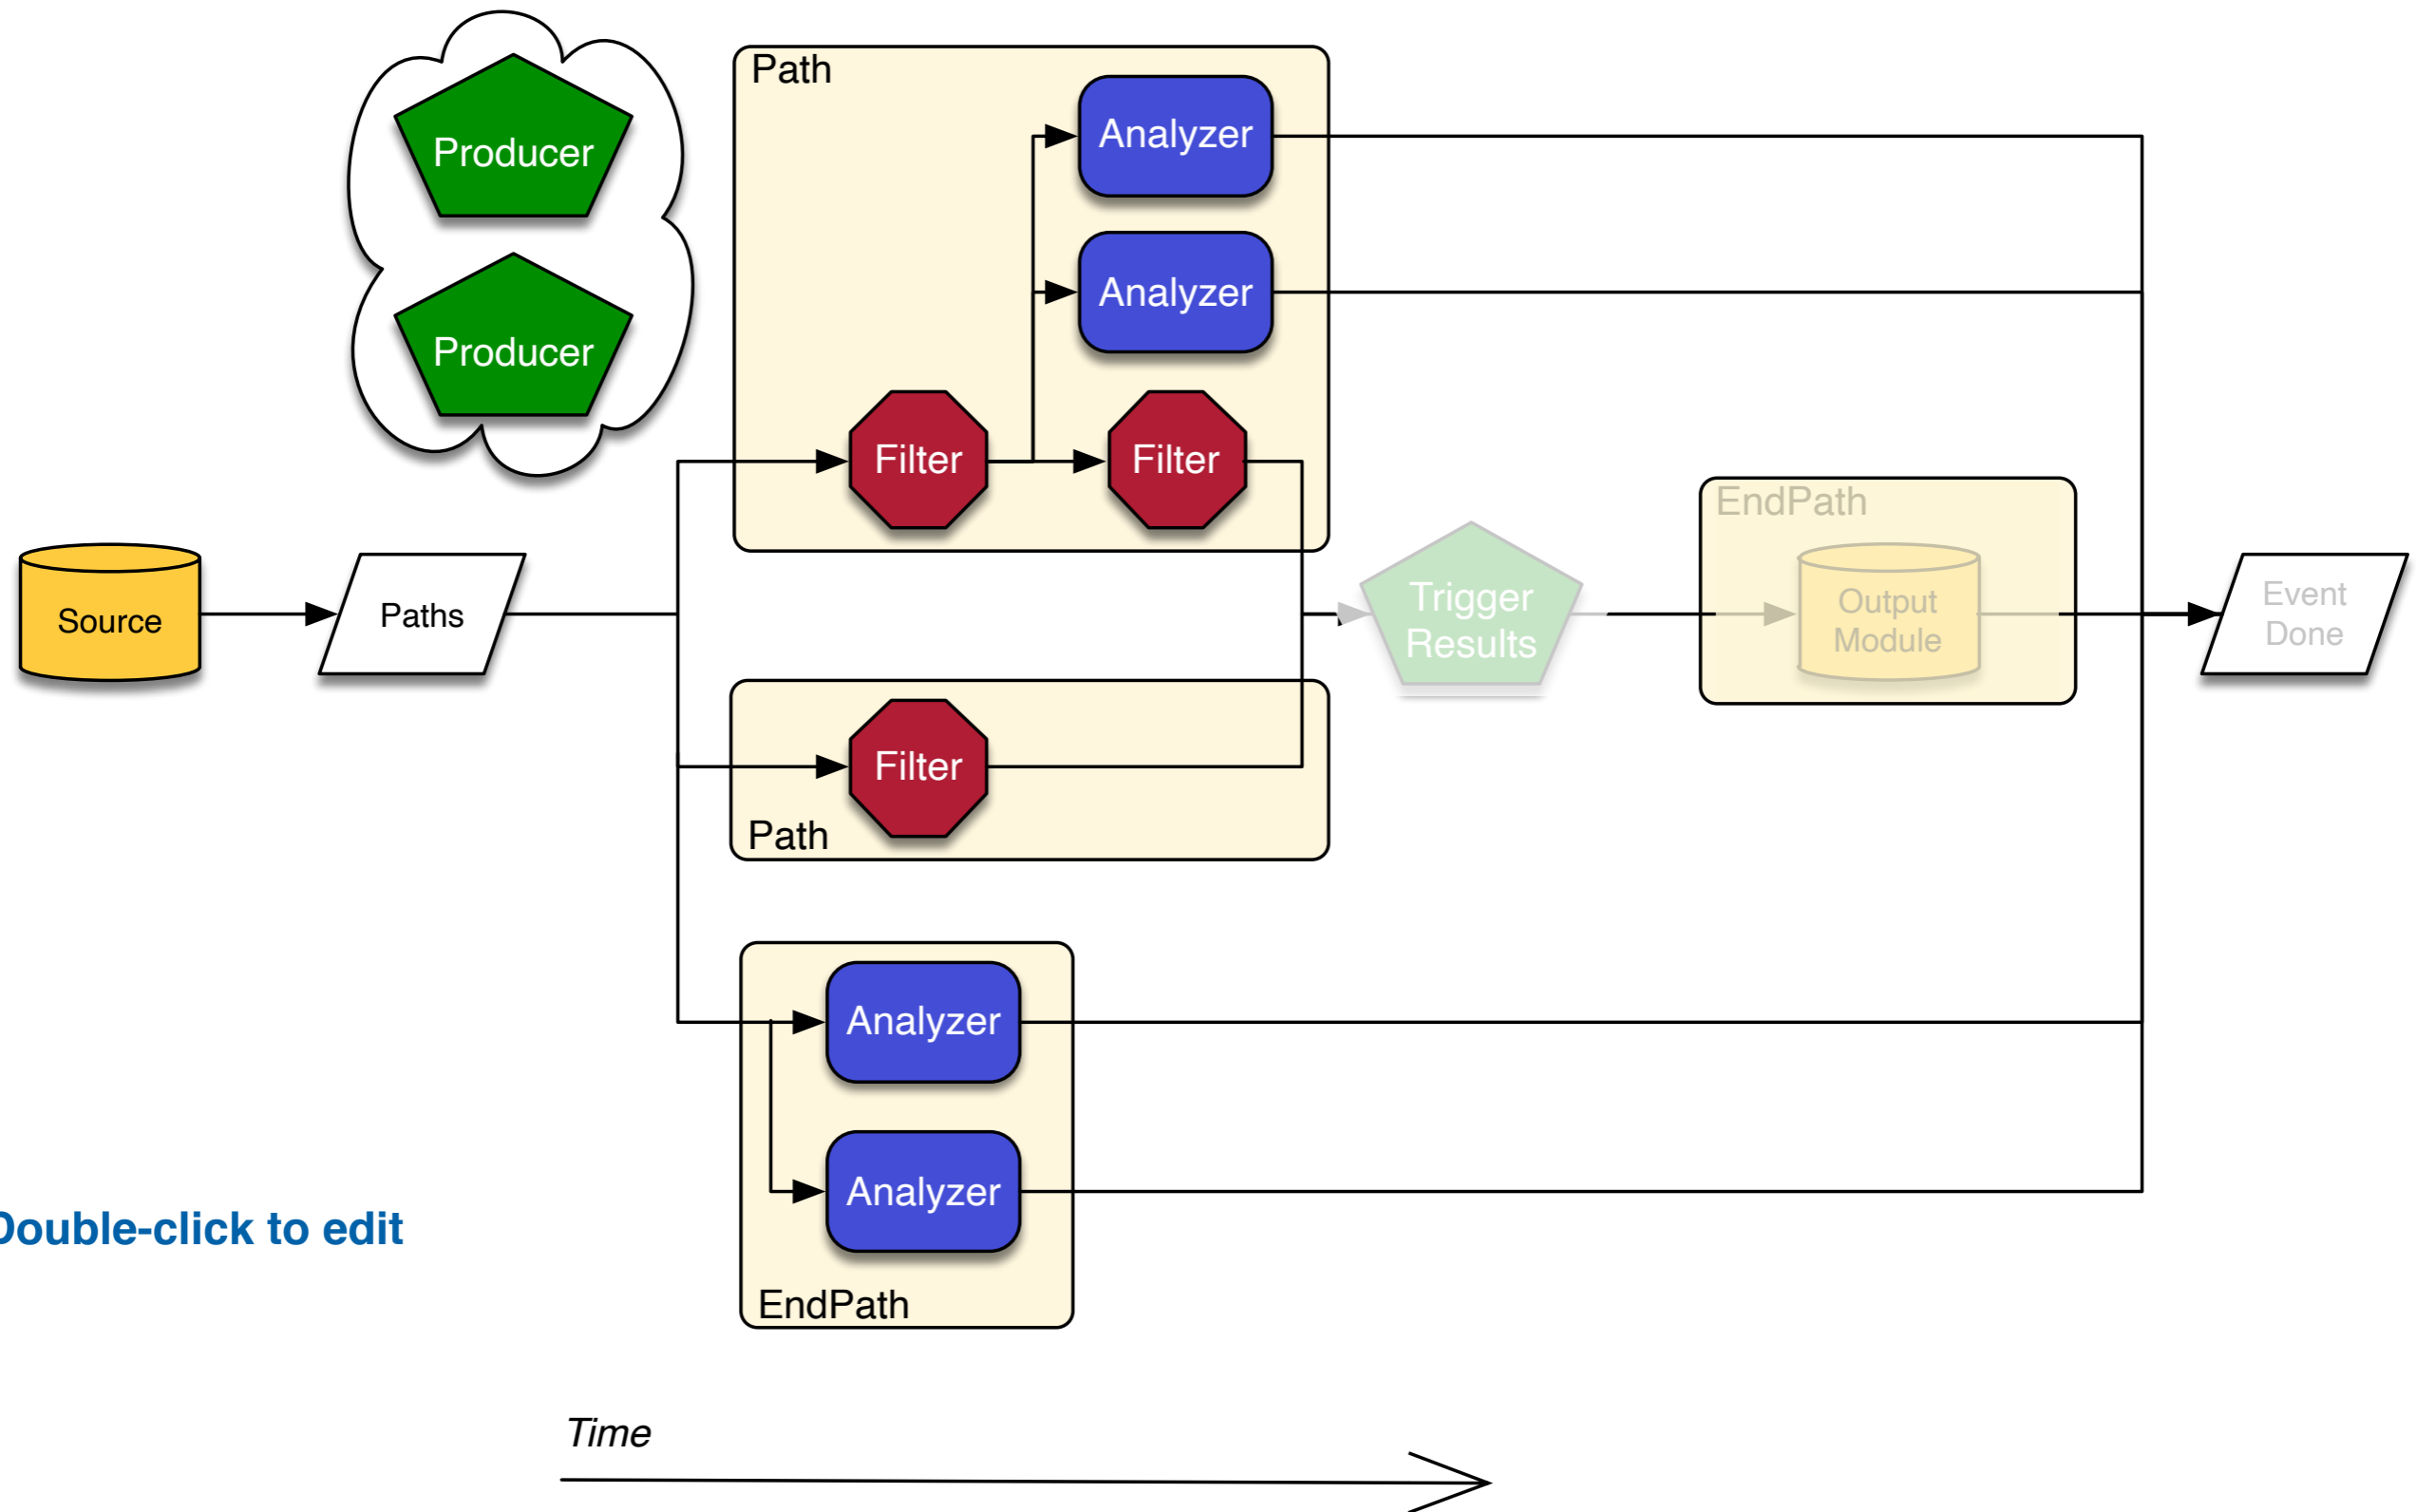 Path
Analyzer
Producer
Analyzer
Producer
Filter
Filter
EndPath
Source
Paths
Trigger
Results
Output
Module
Event
Done
Filter
Path
Analyzer
Analyzer
Double-click to edit
EndPath
Time